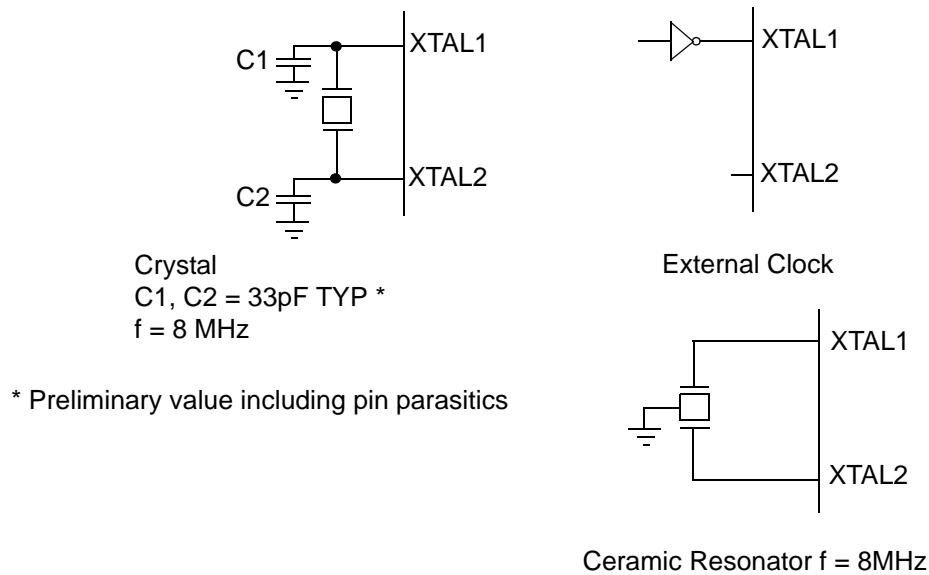 C1
XTAL1
C2
XTAL2
Crystal
C1, C2 = 33pF TYP *
f = 8 MHz
* Preliminary value including pin parasitics
XTAL1
XTAL2
External Clock
XTAL1
XTAL2
Ceramic Resonator f = 8MHz